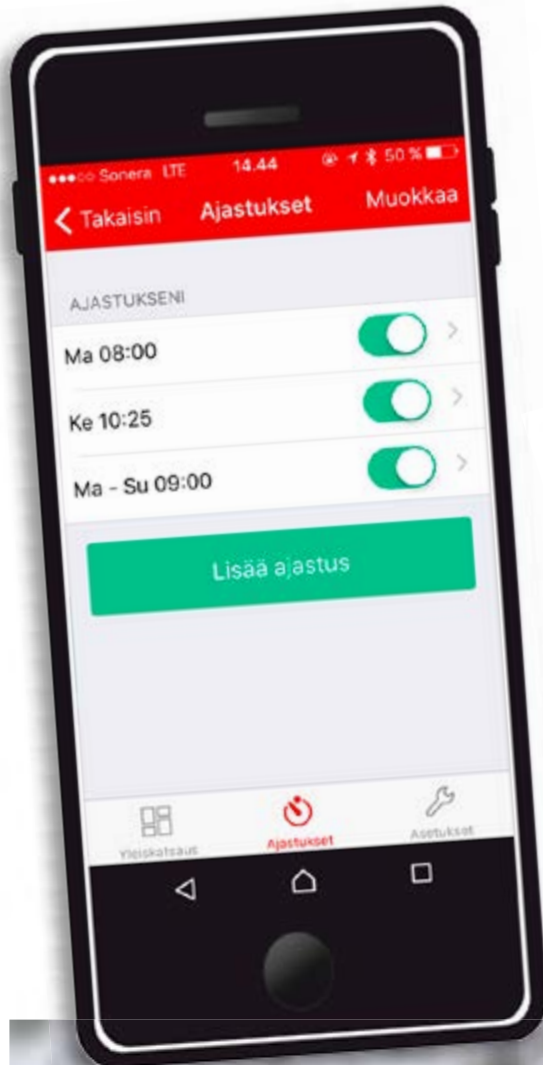 Sonera LTE 14.44 50 %
Takaisin Ajastukset Muokkaa
AJASTUKSENI
Ma 08:00
Ke 10:25
Ma - Su 09:00
Lisää ajastus
Yleiskatsaus Ajastukset Asetukset